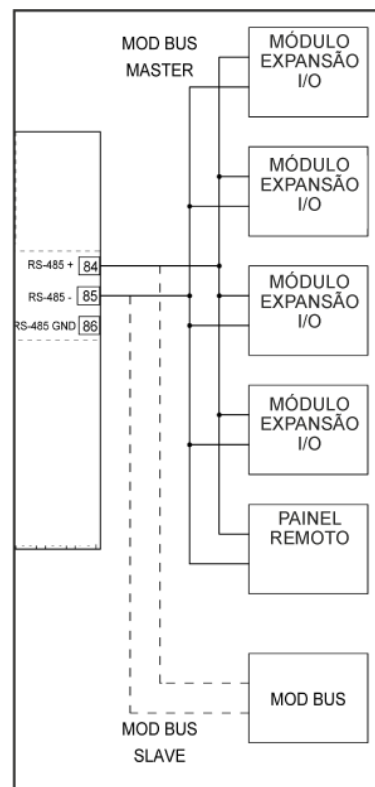 MOD BUS
MASTER
MÓDULO
EXPANSÃO
I/O
MÓDULO
EXPANSÃO
I/O
RS-485 + 84
RS-485 - 85
RS-485 GND 86
MÓDULO
EXPANSÃO
I/O
MÓDULO
EXPANSÃO
I/O
PAINEL
REMOTO
MOD BUS
MOD BUS
SLAVE